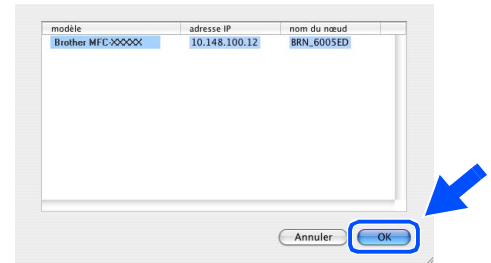 modèle adresse IP nom du nœud
Brother MFC-XXXXX 10.148.100.12 BRN_6005ED
Annuler OK